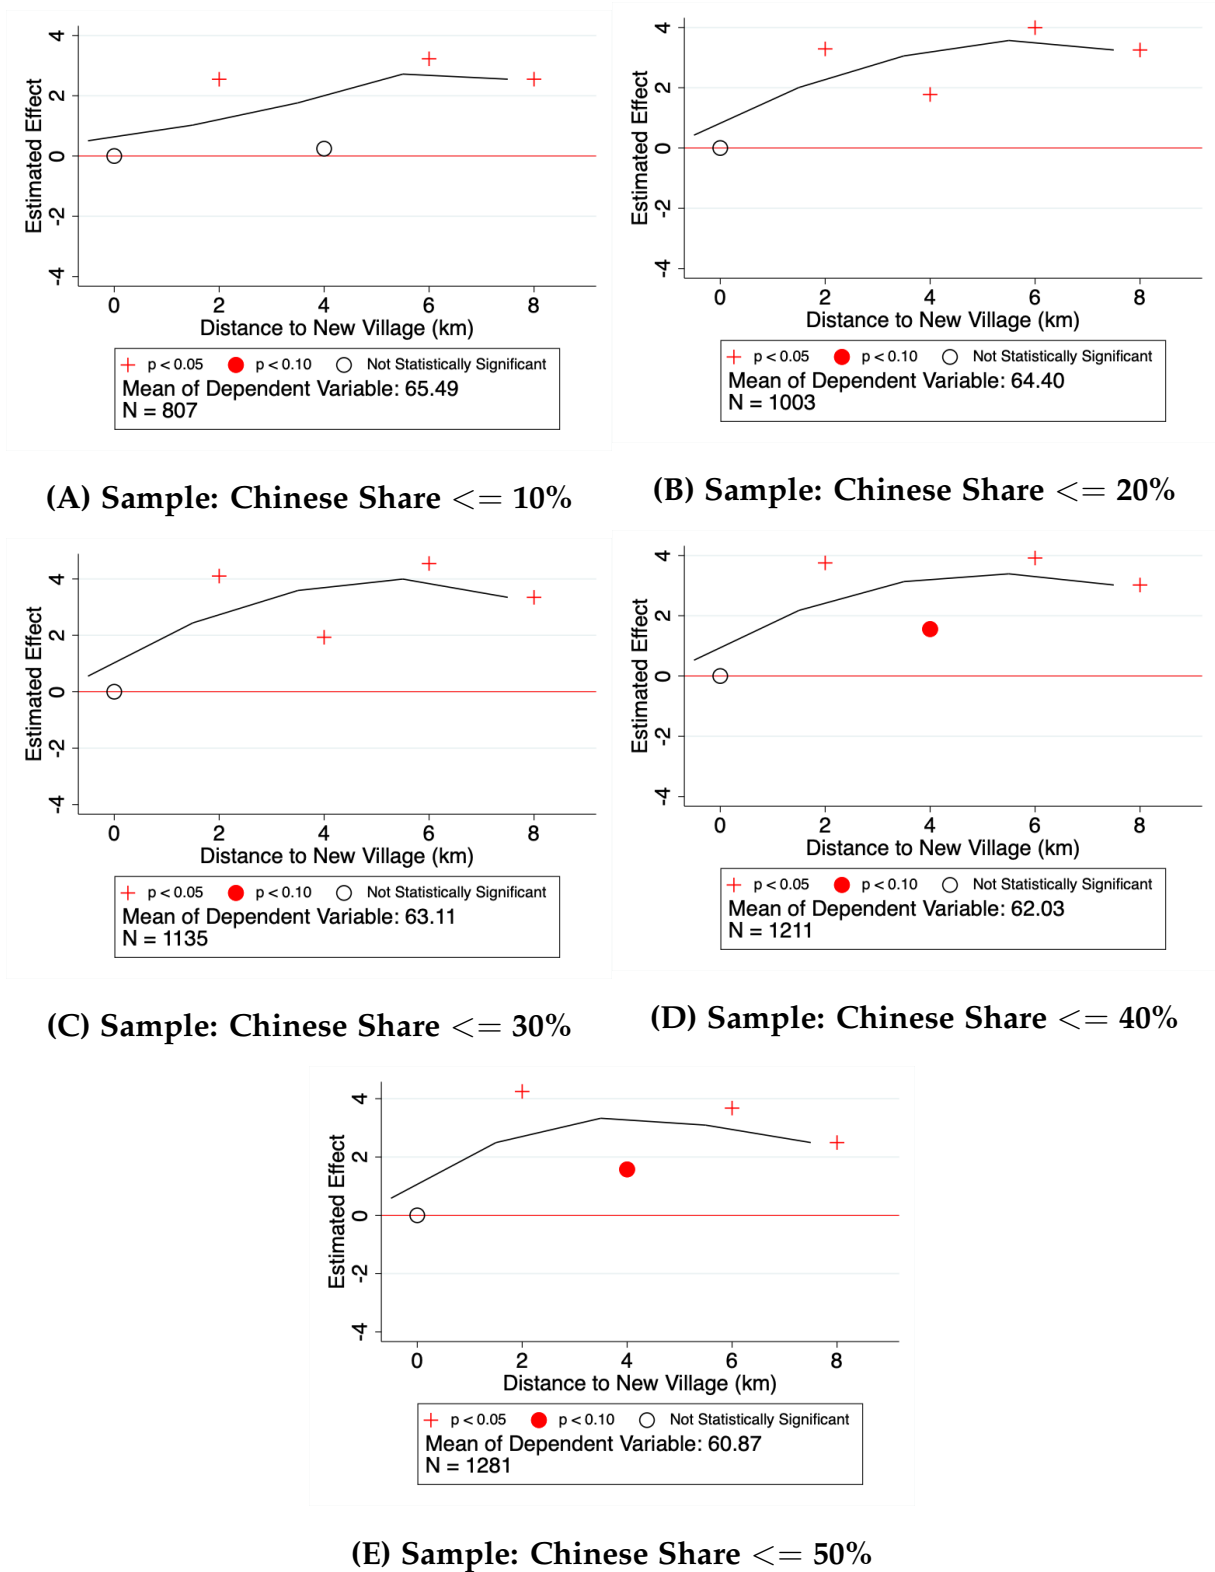 Estimated Effect
4
2
0
-2
-4
0 2 4 6 8
Distance to New Village (km)
p < 0.05 p < 0.10 Not Statistically Significant
Mean of Dependent Variable: 65.49
N = 807
(A) Sample: Chinese Share <= 10%
Estimated Effect
4
2
0
-2
-4
0 2 4 6 8
Distance to New Village (km)
p < 0.05 p < 0.10 Not Statistically Significant
Mean of Dependent Variable: 64.40
N = 1003
(B) Sample: Chinese Share <= 20%
Estimated Effect
4
2
0
-2
-4
0 2 4 6 8
Distance to New Village (km)
p < 0.05 p < 0.10 Not Statistically Significant
Mean of Dependent Variable: 63.11
N = 1135
(C) Sample: Chinese Share <= 30%
Estimated Effect
4
2
0
-2
-4
0 2 4 6 8
Distance to New Village (km)
p < 0.05 p < 0.10 Not Statistically Significant
Mean of Dependent Variable: 62.03
N = 1211
(D) Sample: Chinese Share <= 40%
Estimated Effect
4
2
0
-2
-4
0 2 4 6 8
Distance to New Village (km)
p < 0.05 p < 0.10 Not Statistically Significant
Mean of Dependent Variable: 60.87
N = 1281
(E) Sample: Chinese Share <= 50%